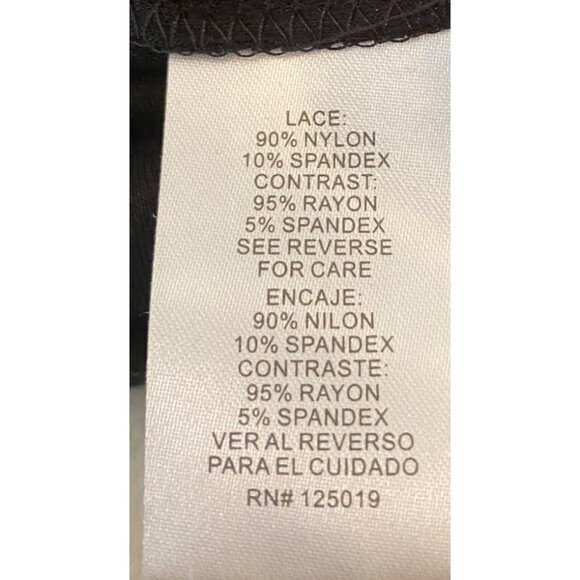 LACE:
90% NYLON
10% SPANDEX
CONTRAST:
95% RAYON
5% SPANDEX
SEE REVERSE
FOR CARE
ENCAJE:
90% NILON
10% SPANDEX
CONTRASTE:
95% RAYON
5% SPANDEX
VER AL REVERSO
PARA EL CUIDADO
RN# 125019